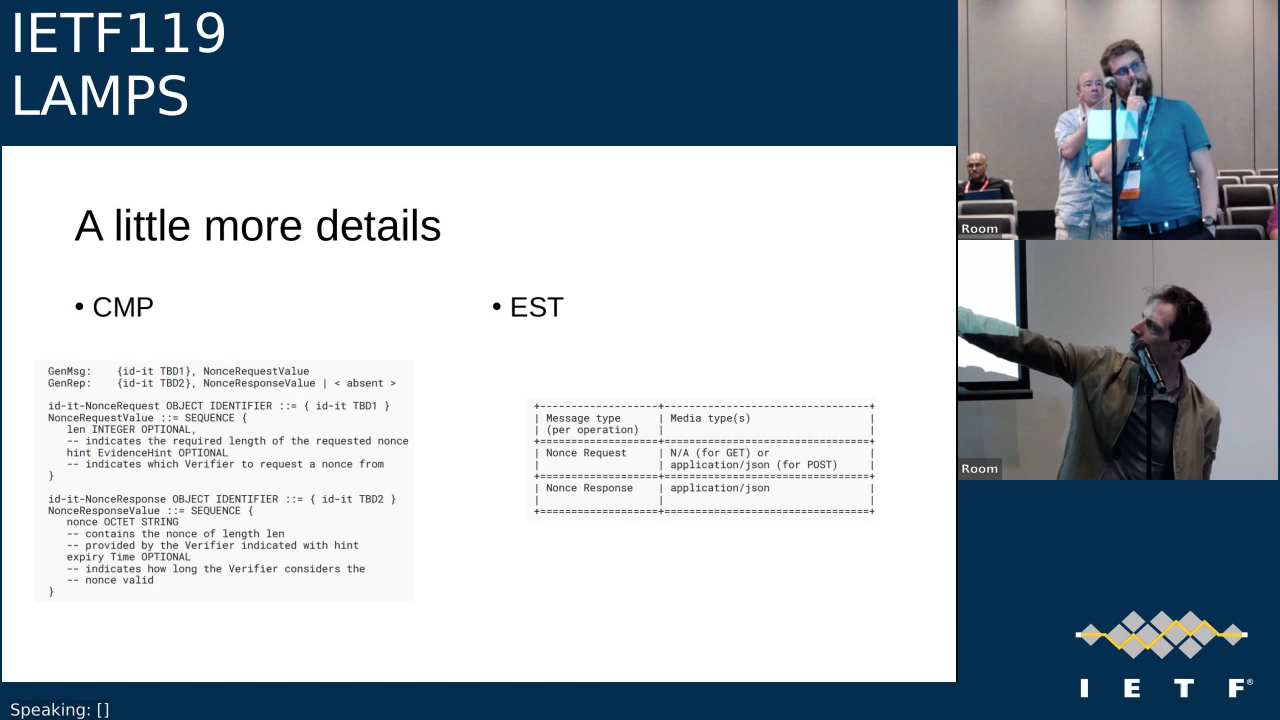 IETF119
LAMPS
A little more details
• CMP
GenMsg:    {id-it TBD1}, NonceRequestValue
GenRep:    {id-it TBD2}, NonceResponseValue | < absent >
id-it-NonceRequest OBJECT IDENTIFIER ::= { id-it TBD1 }
NonceRequestValue ::= SEQUENCE {
   len INTEGER OPTIONAL,
   -- indicates the required length of the requested nonce
   hint EvidenceHint OPTIONAL
   -- indicates which Verifier to request a nonce from
}
id-it-NonceResponse OBJECT IDENTIFIER ::= { id-it TBD2 }
NonceResponseValue ::= SEQUENCE {
   nonce OCTET STRING
   -- contains the nonce of length len
   -- provided by the Verifier indicated with hint
   expiry Time OPTIONAL
   -- indicates how long the Verifier considers the
   -- nonce valid
}
• EST
+-------------------+---------------------------------+
| Message type      | Media type(s)                   |
| (per operation)   |                                 |
+===================+=================================+
| Nonce Request     | N/A (for GET) or                |
|                   | application/json (for POST)     |
+===================+=================================+
| Nonce Response    | application/json                |
|                   |                                 |
+===================+=================================+
Room
Room
I E T F®
Speaking: []